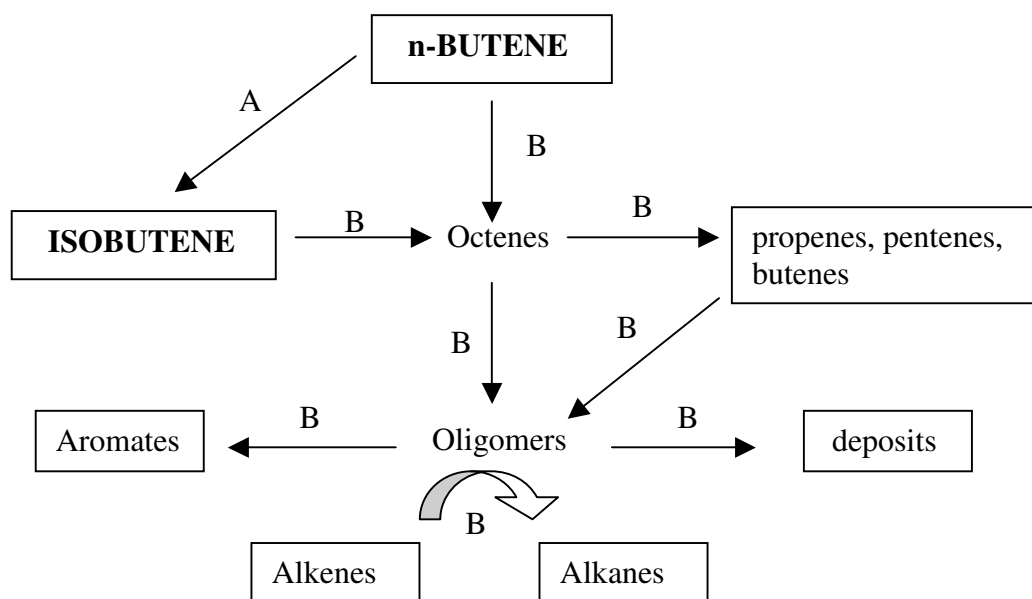 n-BUTENE
A
B
ISOBUTENE
B
Octenes
B
propenes, pentenes,
butenes
B
B
Aromates
B
Oligomers
B
deposits
B
Alkenes
Alkanes